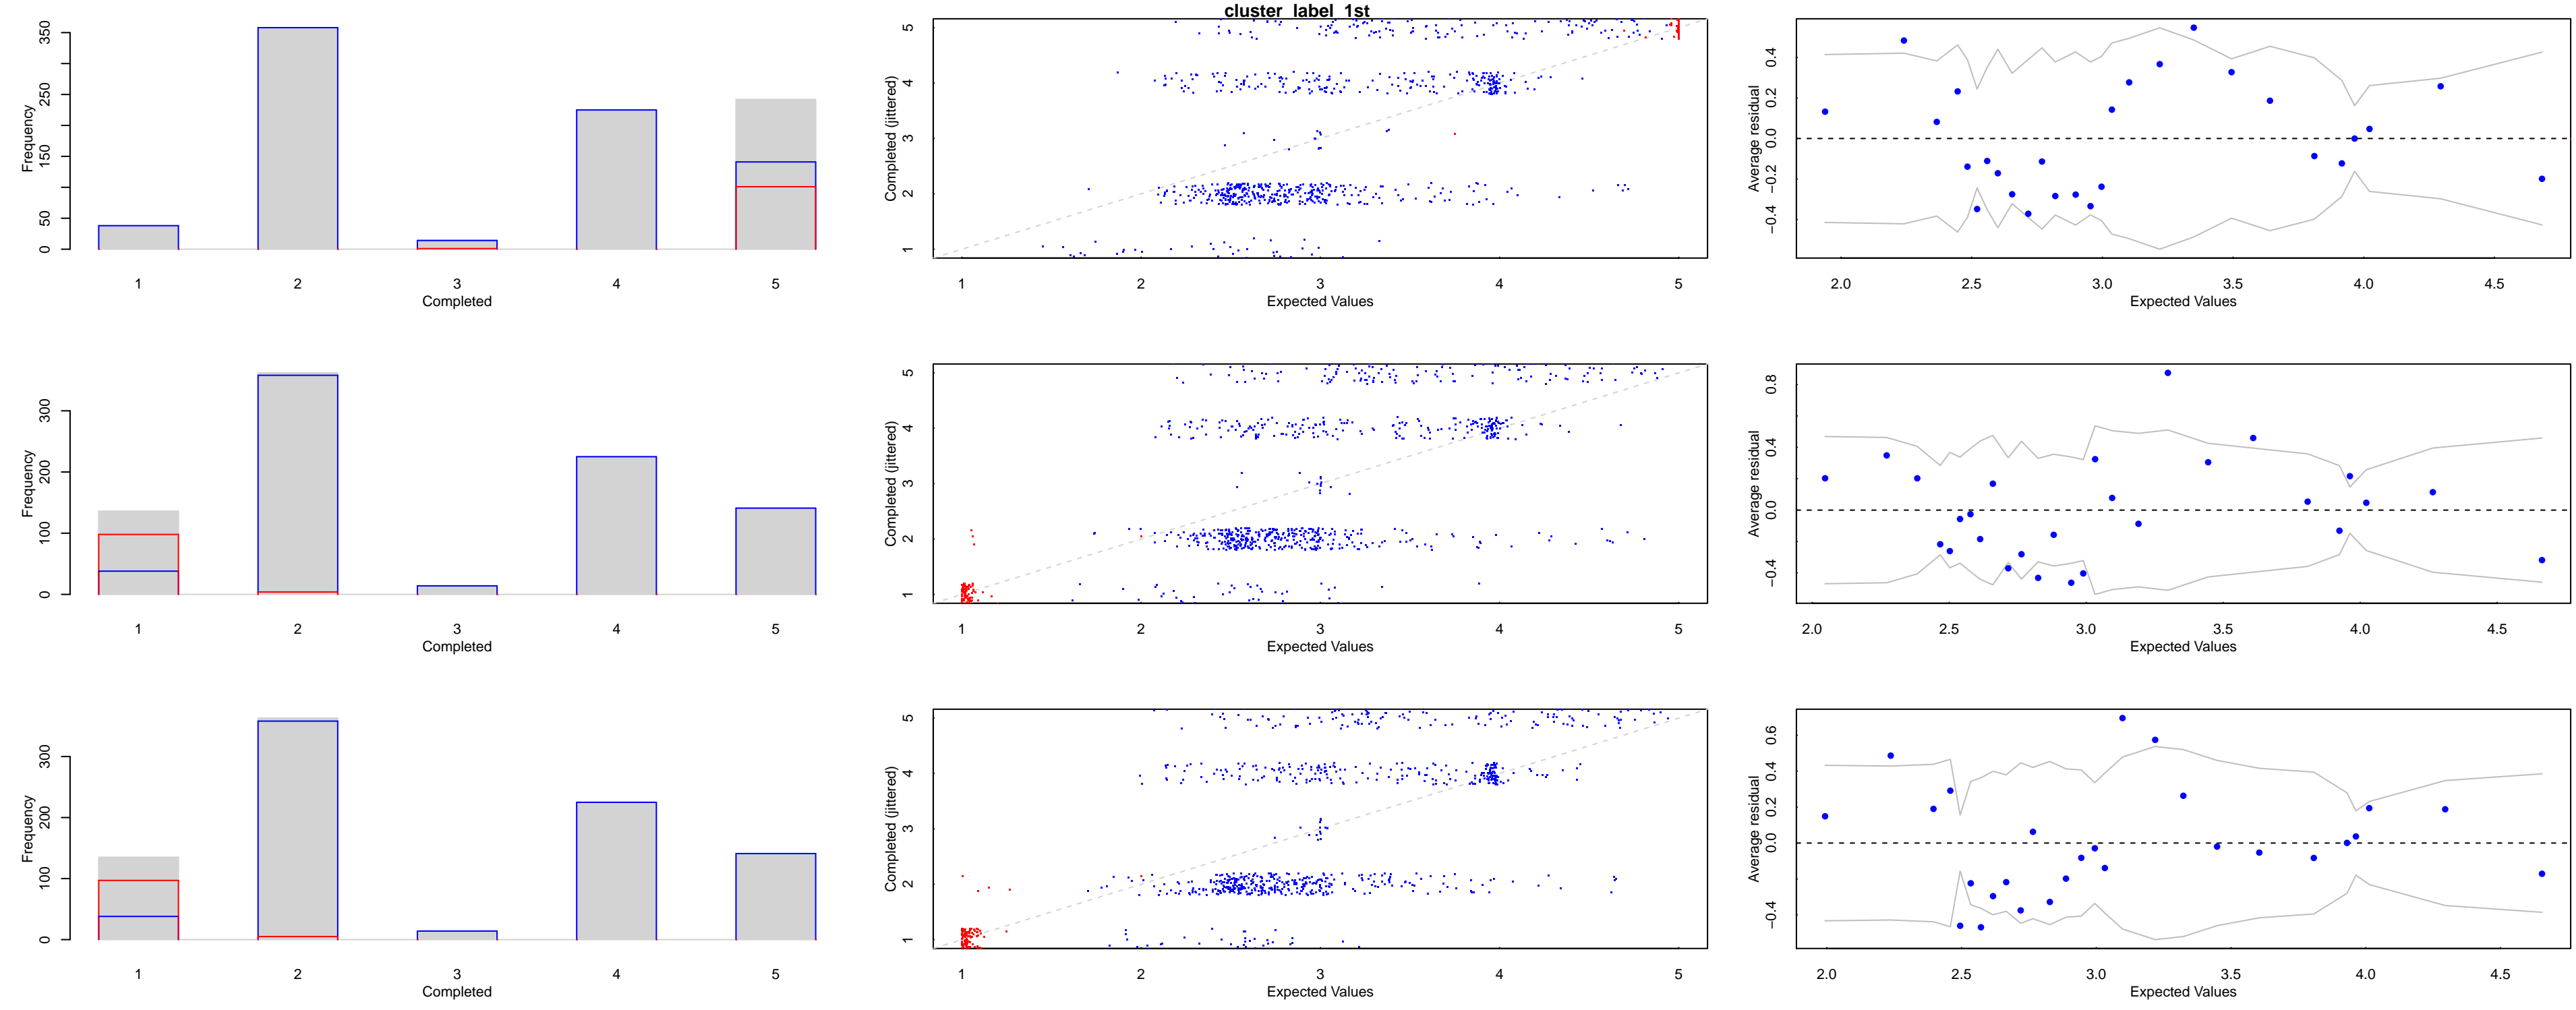 cluster_label_1st
Frequency
0 50 150 250 350
1 2 3 4 5
Completed
Completed (jittered)
1 2 3 4 5
1 2 3 4 5
Expected Values
Average residual
−0.4 −0.2 0.0 0.2 0.4
2.0 2.5 3.0 3.5 4.0 4.5
Expected Values
Frequency
0 100 200 300
1 2 3 4 5
Completed
Completed (jittered)
1 2 3 4 5
1 2 3 4 5
Expected Values
Average residual
−0.4 0.0 0.4 0.8
2.0 2.5 3.0 3.5 4.0 4.5
Expected Values
Frequency
0 100 200 300
1 2 3 4 5
Completed
Completed (jittered)
1 2 3 4 5
1 2 3 4 5
Expected Values
Average residual
−0.4 0.0 0.2 0.4 0.6
2.0 2.5 3.0 3.5 4.0 4.5
Expected Values